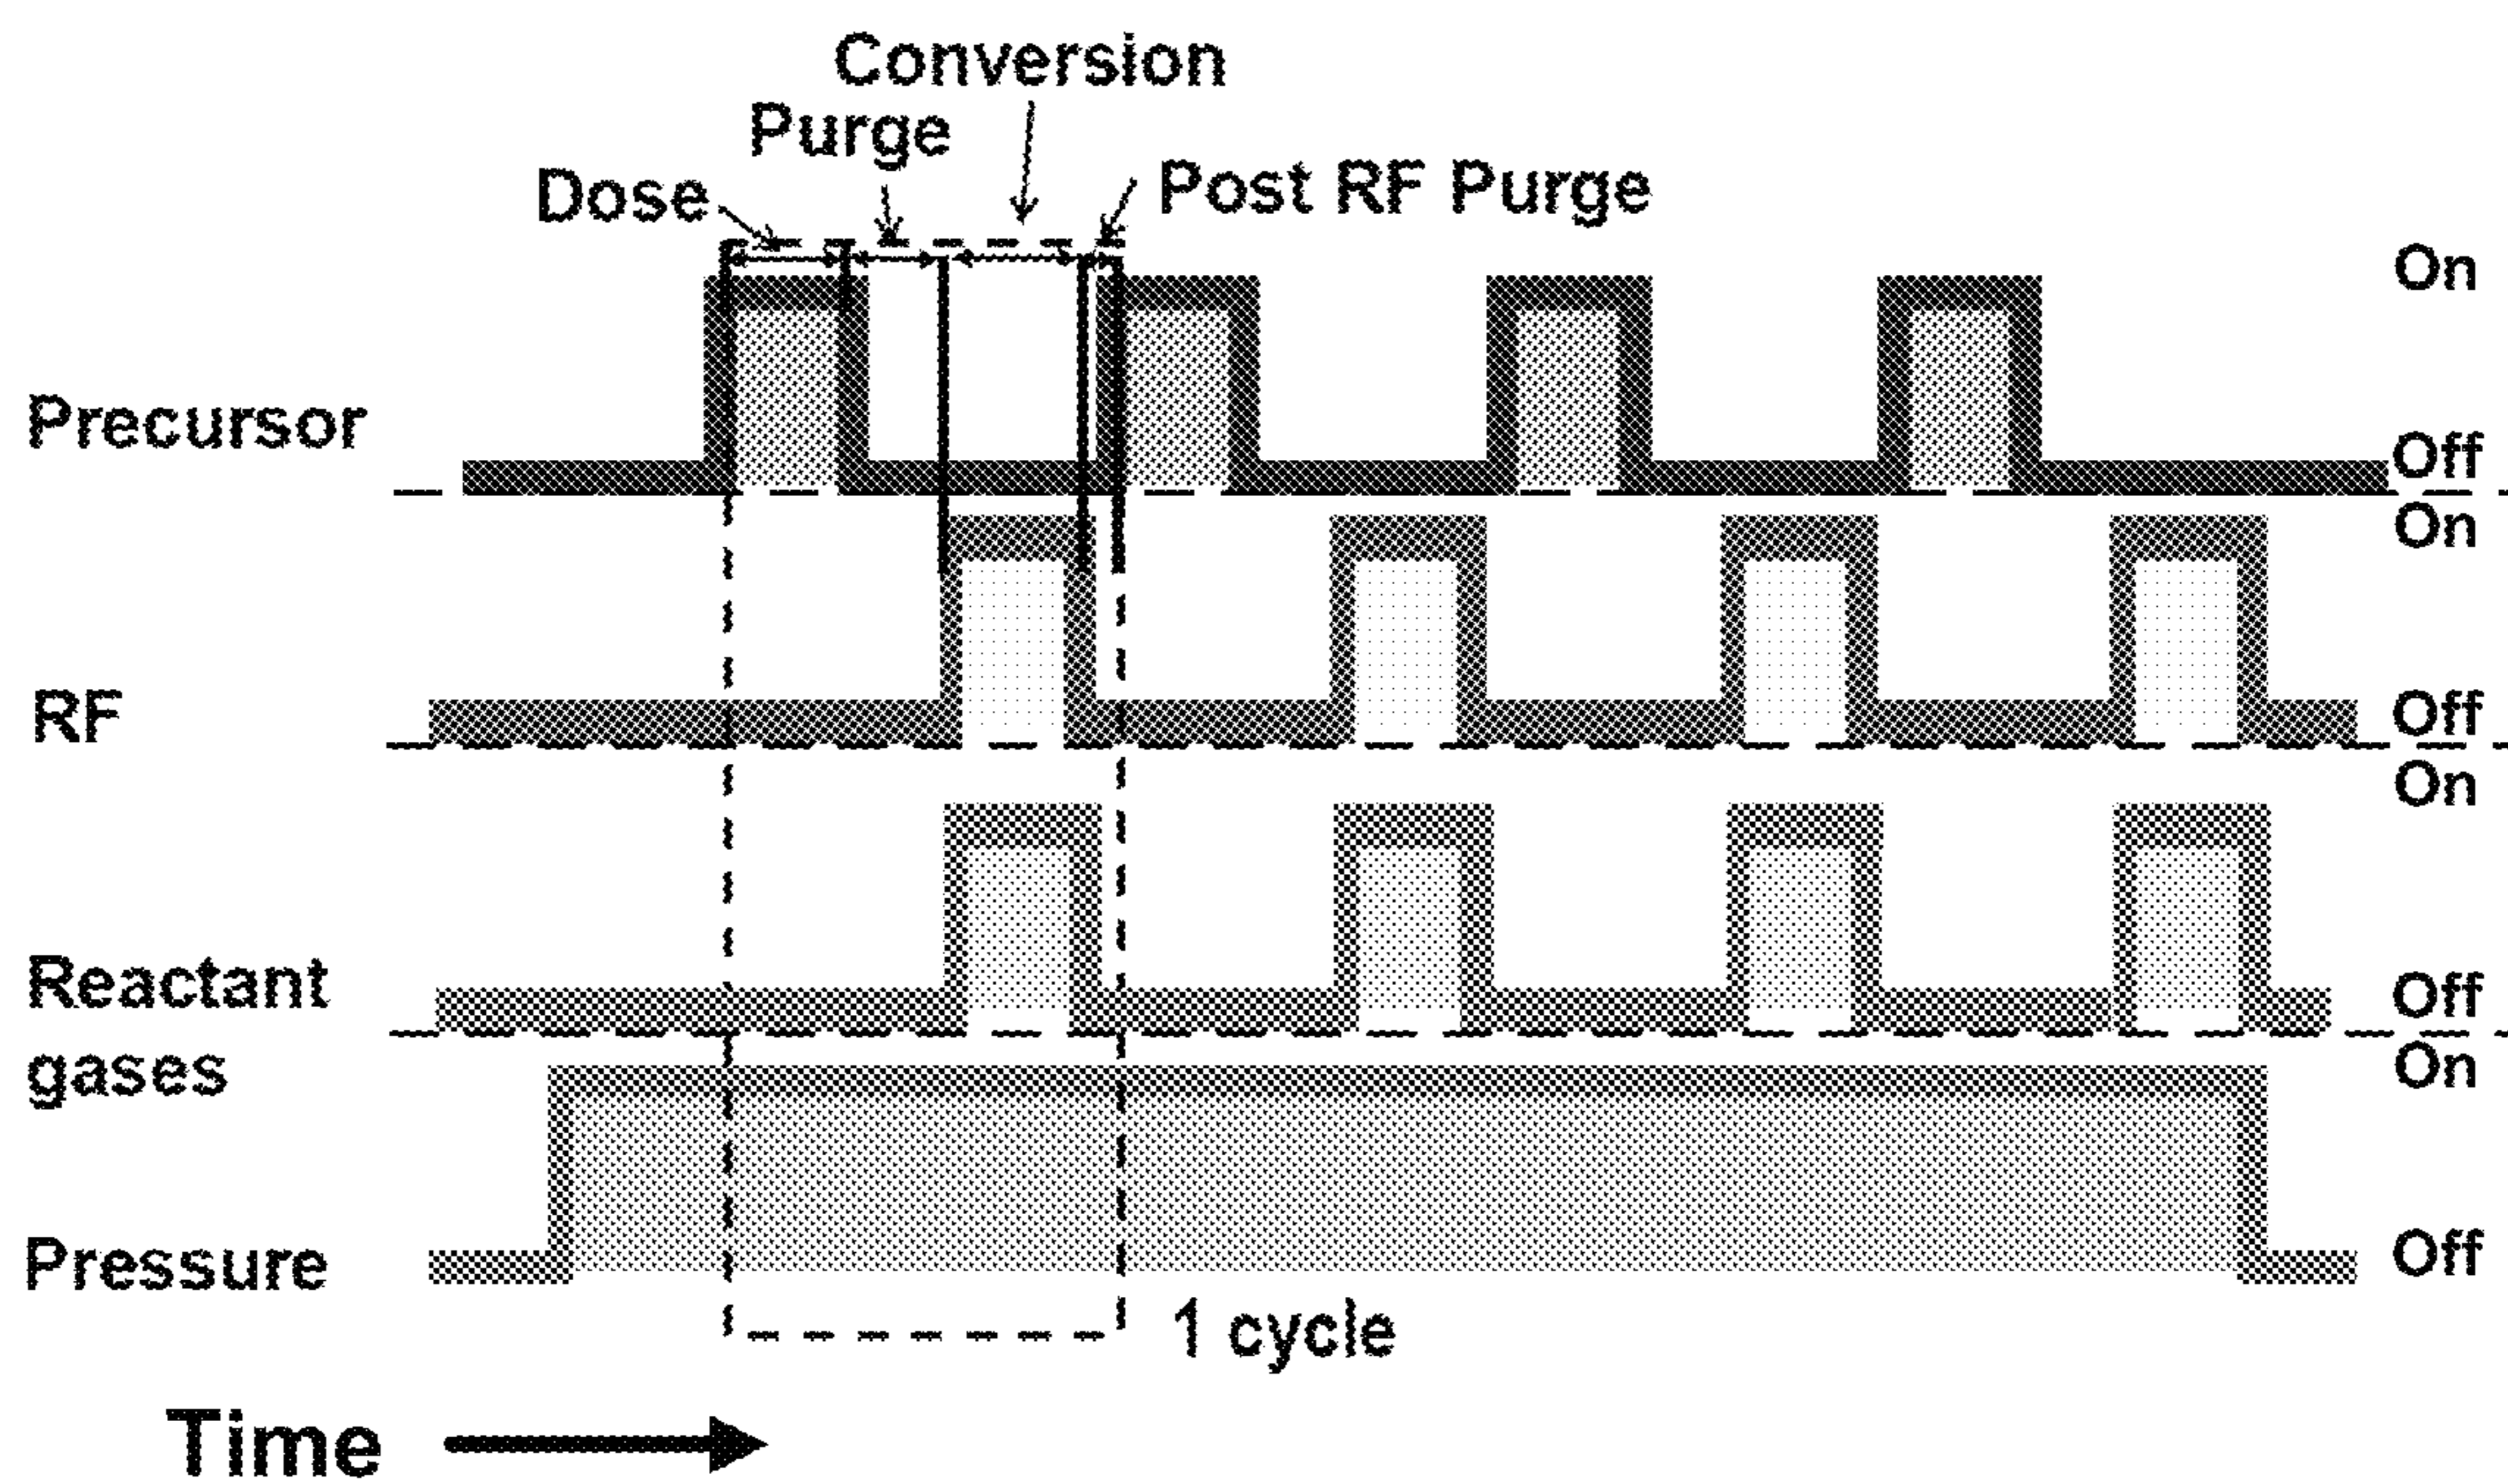 Conversion
Purge
Dose
Post RF Purge
On
Precursor
Off
On
RF
Off
On
Reactant
gases
Off
On
Pressure
Off
1 cycle
Time